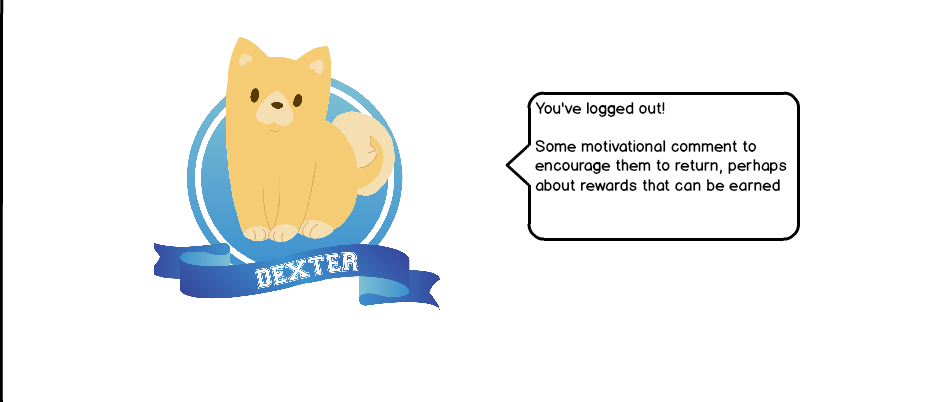 You've logged out!
Some motivational comment to
encourage them to return, perhaps
about rewards that can be earned
DEXTER